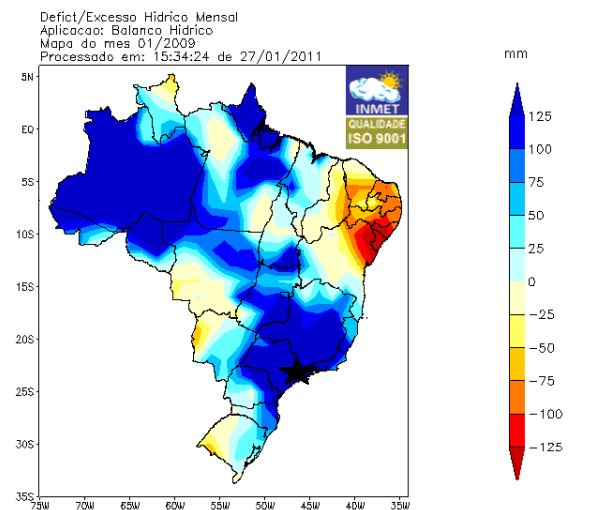 Defict/Excesso Hidrico Mensal
Aplicacao: Balanco Hidrico
Mapa do mes 01/2009
Processado em: 15:34:24 de 27/01/2011
mm
INMET
QUALIDADE
ISO 9001
5N
EQ
5S
10S
15S
20S
25S
30S
35S
75W 70W 65W 60W 55W 50W 45W 40W 35W
125
100
75
50
25
0
-25
-50
-75
-100
-125